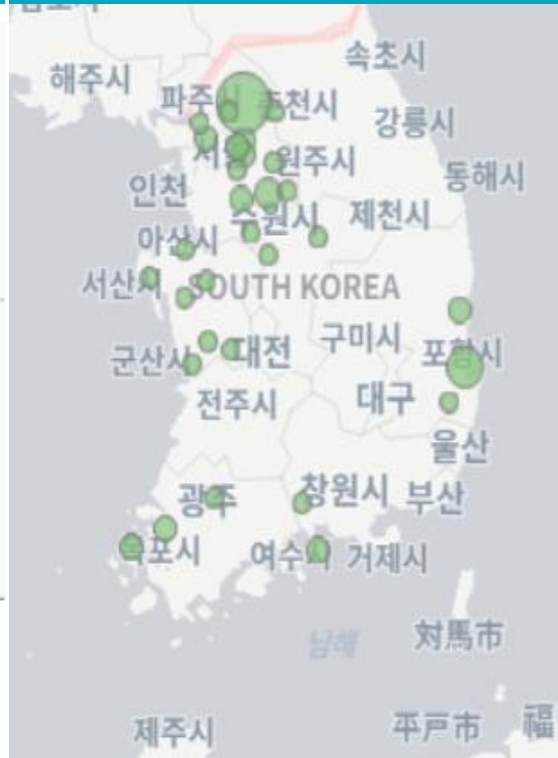 속초시
해주시
파주시
춘천시
강릉시
서울
원주시
동해시
인천
수원시
제천시
아산시
서산시
SOUTH KOREA
구미시
포항시
군산시
대전
전주시
대구
울산
광주
창원시
부산
목포시
여수시
거제시
남해
対馬市
제주시
平戸市
福